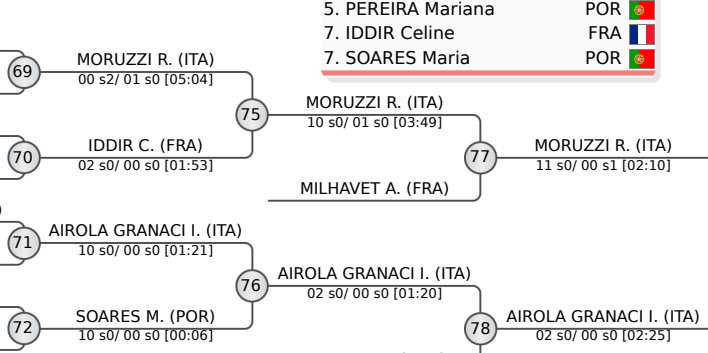 5. PEREIRA Mariana POR
7. IDDIR Celine FRA
7. SOARES Maria POR
69
MORUZZI R. (ITA)
00 s2/ 01 s0 [05:04]
75
MORUZZI R. (ITA)
10 s0/ 01 s0 [03:49]
70
IDDIR C. (FRA)
02 s0/ 00 s0 [01:53]
77
MORUZZI R. (ITA)
11 s0/ 00 s1 [02:10]
MILHAVET A. (FRA)
71
AIROLA GRANACI I. (ITA)
10 s0/ 00 s0 [01:21]
76
AIROLA GRANACI I. (ITA)
02 s0/ 00 s0 [01:20]
72
SOARES M. (POR)
10 s0/ 00 s0 [00:06]
78
AIROLA GRANACI I. (ITA)
02 s0/ 00 s0 [02:25]